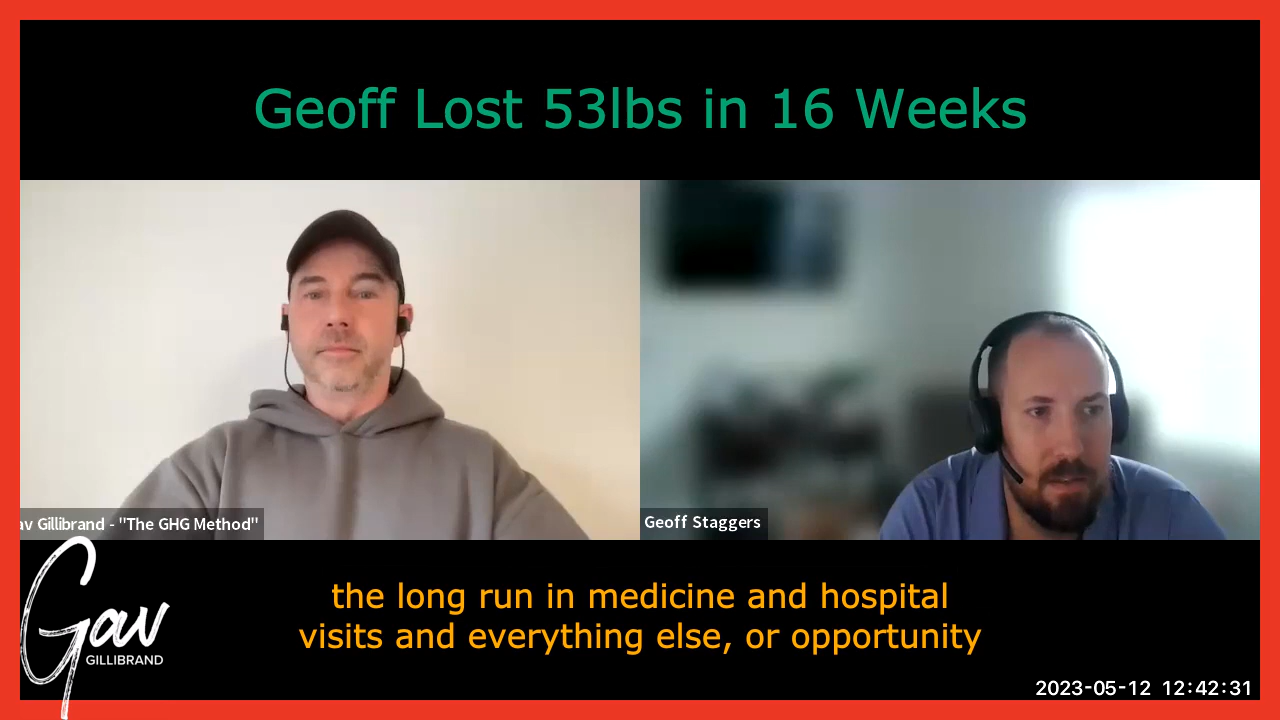 Geoff Lost 53lbs in 16 Weeks
av Gillibrand - "The GHG Method"
Geoff Staggers
the long run in medicine and hospital
visits and everything else, or opportunity
Gav
GILLIBRAND
2023-05-12 12:42:31